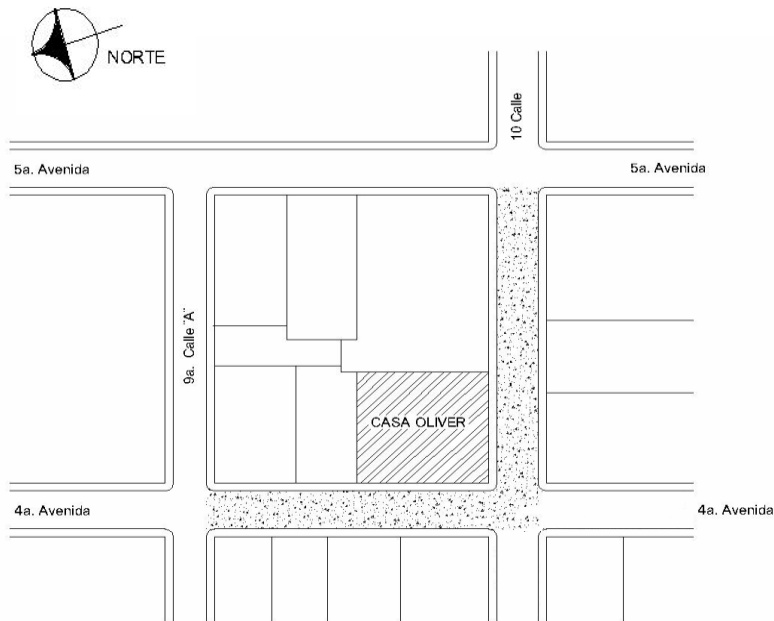 NORTE
10 Calle
5a. Avenida
5a. Avenida
9a. Calle "A"
CASA OLIVER
4a. Avenida
4a. Avenida